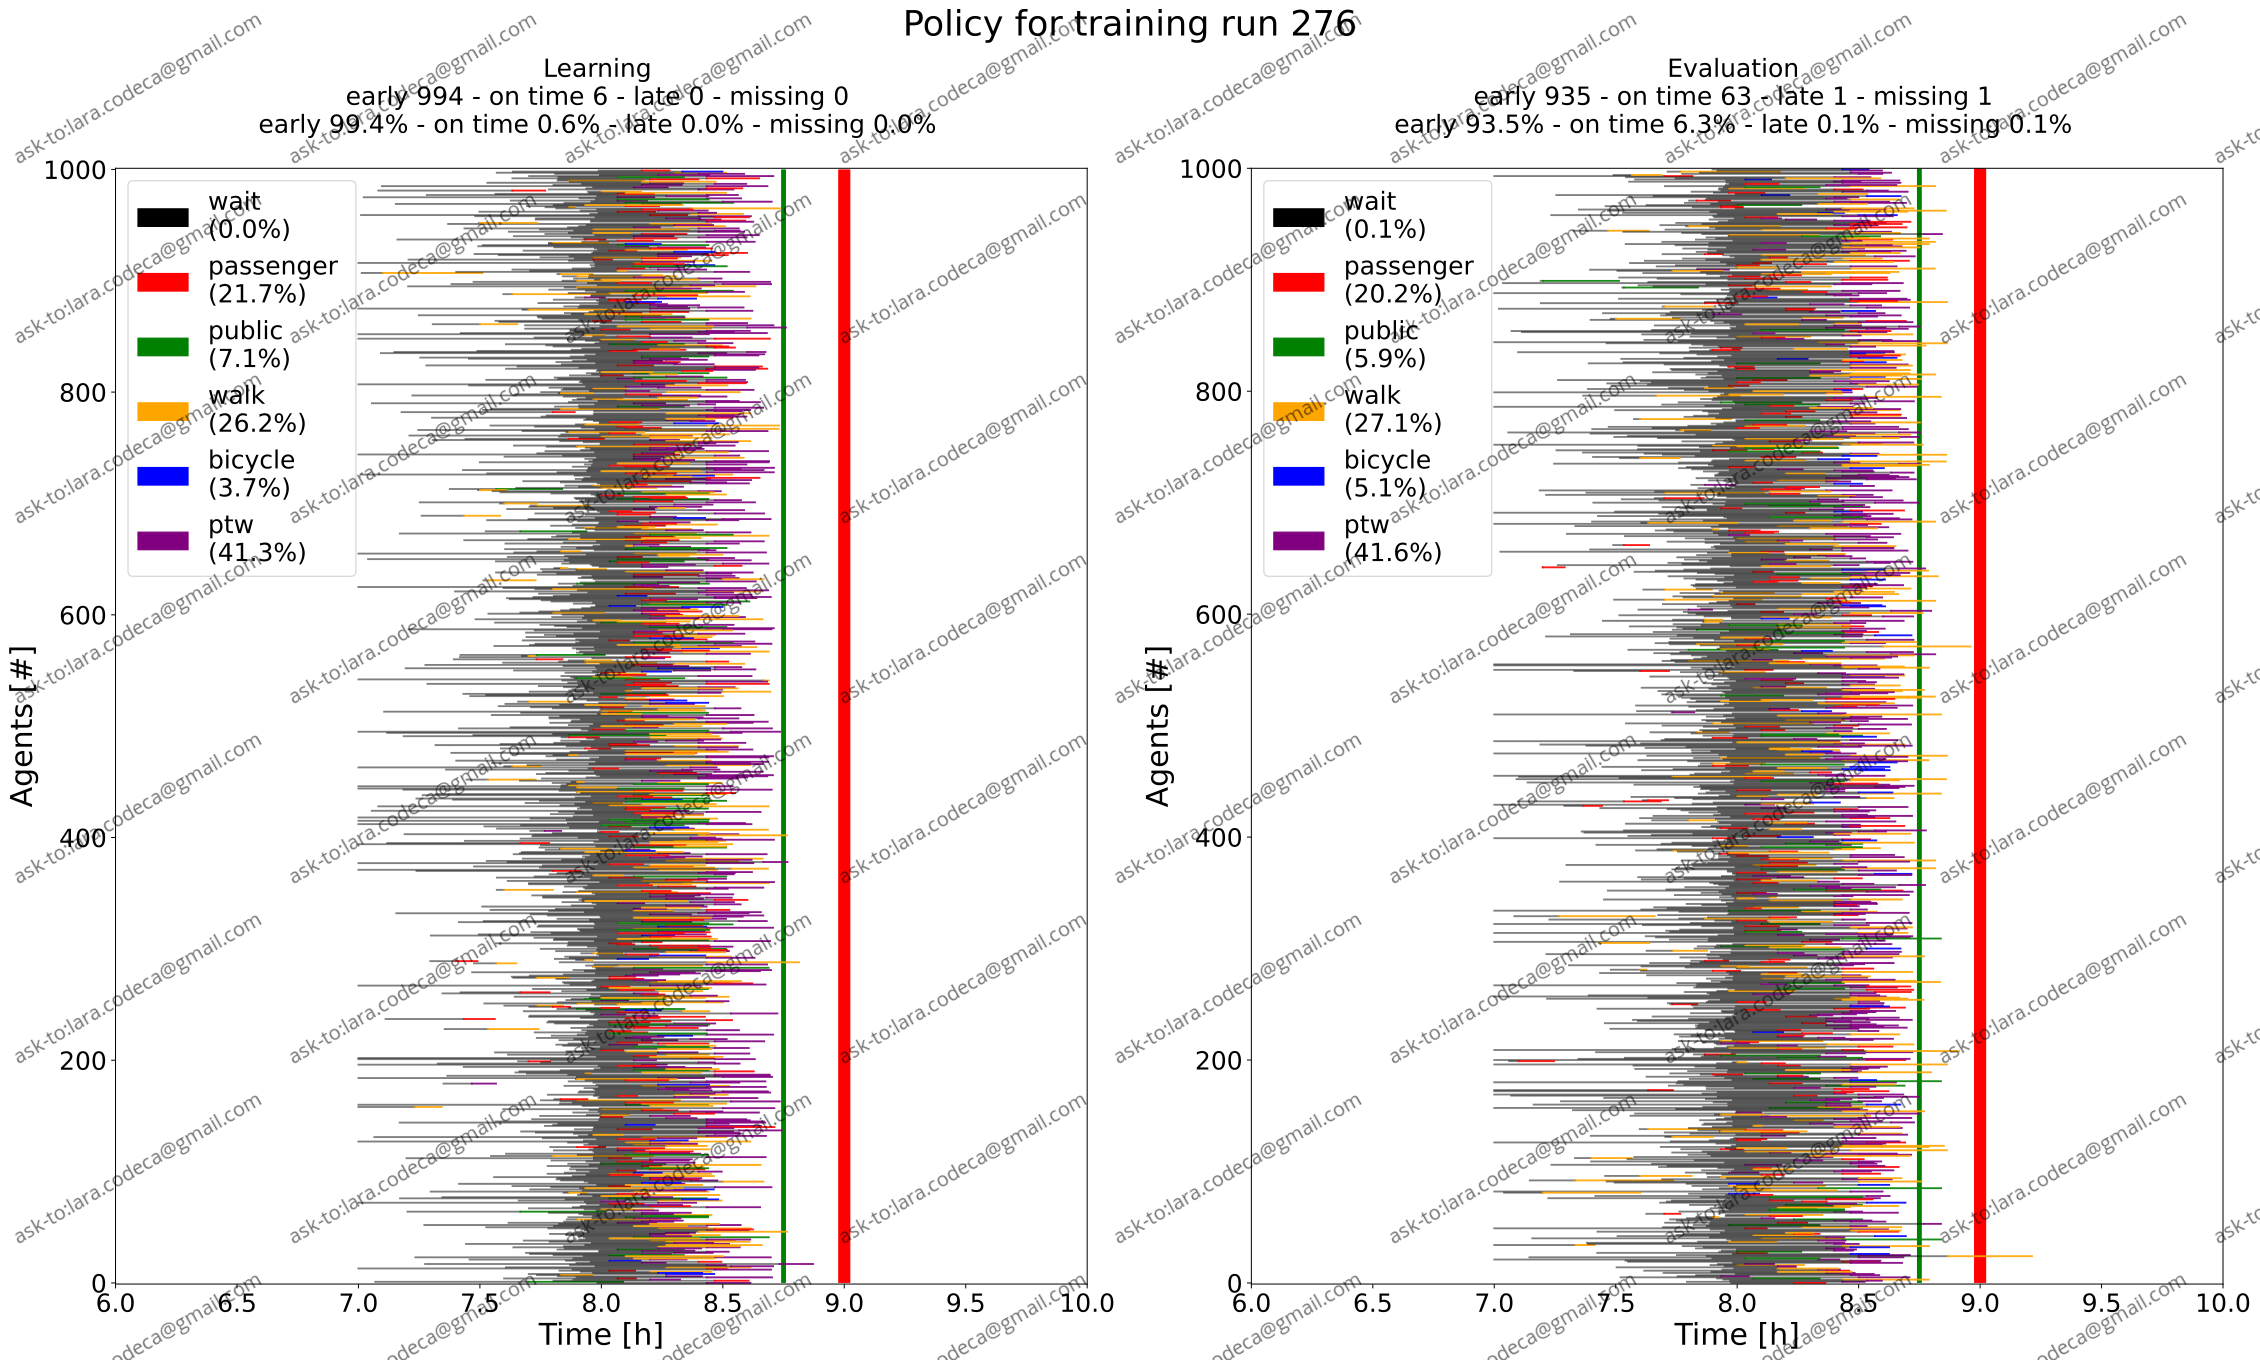 Policy for training run 276
Learning
early 994 - on time 6 - late 0 - missing 0
early 99.4% - on time 0.6% - late 0.0% - missing 0.0%
wait
(0.0%)
passenger
(21.7%)
public
(7.1%)
walk
(26.2%)
bicycle
(3.7%)
ptw
(41.3%)
Agents [#]
1000
800
600
400
200
0
6.0 6.5 7.0 7.5 8.0 8.5 9.0 9.5 10.0
Time [h]
Evaluation
early 935 - on time 63 - late 1 - missing 1
early 93.5% - on time 6.3% - late 0.1% - missing 0.1%
wait
(0.1%)
passenger
(20.2%)
public
(5.9%)
walk
(27.1%)
bicycle
(5.1%)
ptw
(41.6%)
Agents [#]
1000
800
600
400
200
0
6.0 6.5 7.0 7.5 8.0 8.5 9.0 9.5 10.0
Time [h]
ask-to:lara.codeca@gmail.com